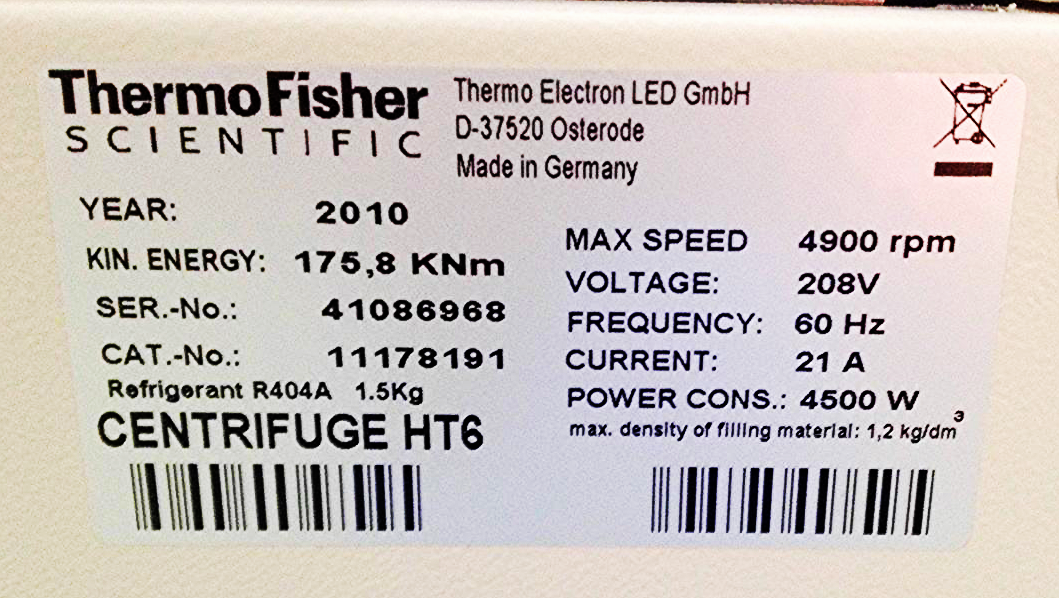 ThermoFisher
SCIENTIFIC
Thermo Electron LED GmbH
D-37520 Osterode
Made in Germany
YEAR: 2010
KIN. ENERGY: 175,8 KNm
SER.-No.: 41086968
CAT.-No.: 11178191
Refrigerant R404A 1.5Kg
CENTRIFUGE HT6
MAX SPEED 4900 rpm
VOLTAGE: 208V
FREQUENCY: 60 Hz
CURRENT: 21 A
POWER CONS.: 4500 W
max. density of filling material: 1,2 kg/dm³